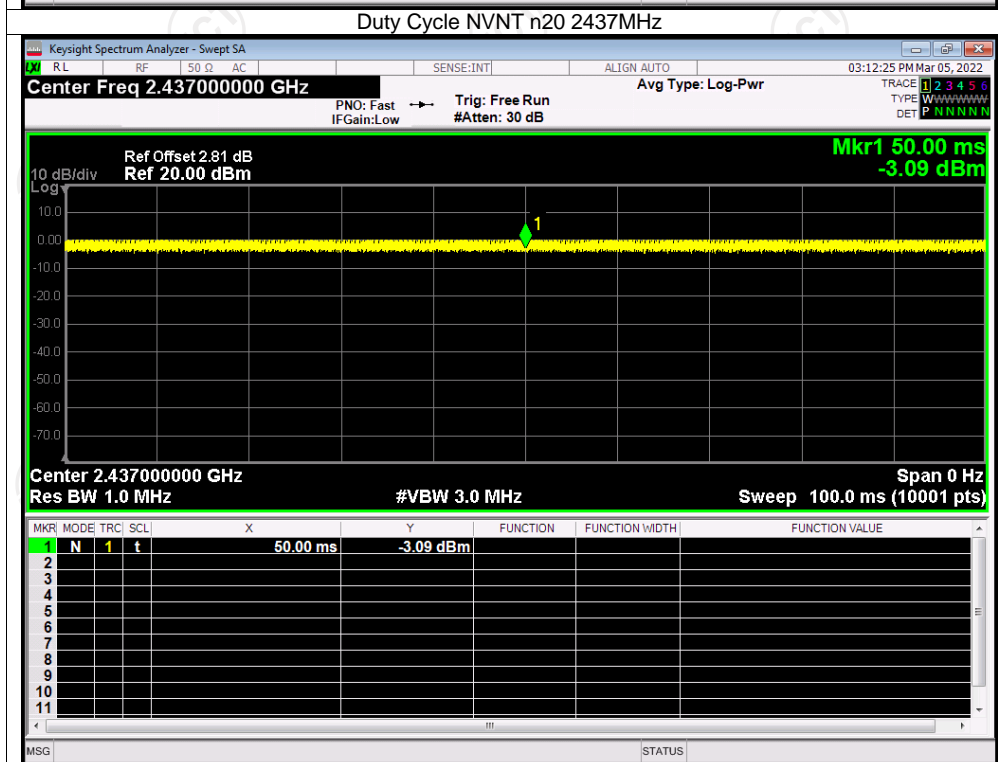 Duty Cycle NVNT n20 2437MHz
Keysight Spectrum Analyzer - Swept SA
LXI RL RF 50 Ω AC SENSE:INT ALIGN AUTO 03:12:25 PM Mar 05, 2022
Center Freq 2.437000000 GHz Avg Type: Log-Pwr TRACE 1 2 3 4 5 6
PNO: Fast Trig: Free Run TYPE WWWWWW
IFGain:Low #Atten: 30 dB DET P N N N N N
Mkr1 50.00 ms
Ref Offset 2.81 dB
10 dB/div Ref 20.00 dBm -3.09 dBm
Log
10.0
1
0.00
-10.0
-20.0
-30.0
-40.0
-50.0
-60.0
-70.0
Center 2.437000000 GHz Span 0 Hz
Res BW 1.0 MHz #VBW 3.0 MHz Sweep 100.0 ms (10001 pts)
MKR MODE TRC SCL X Y FUNCTION FUNCTION WIDTH FUNCTION VALUE
1 N 1 t 50.00 ms -3.09 dBm
2
3
4
5
6
7
8
9
10
11
MSG STATUS